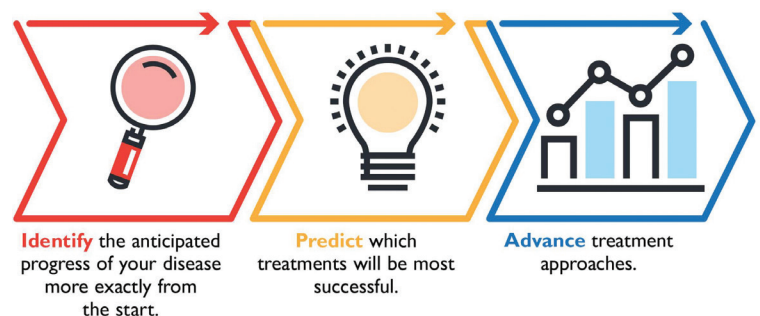 Identify the anticipated
progress of your disease
more exactly from
the start.
Predict which
treatments will be most
successful.
Advance treatment
approaches.